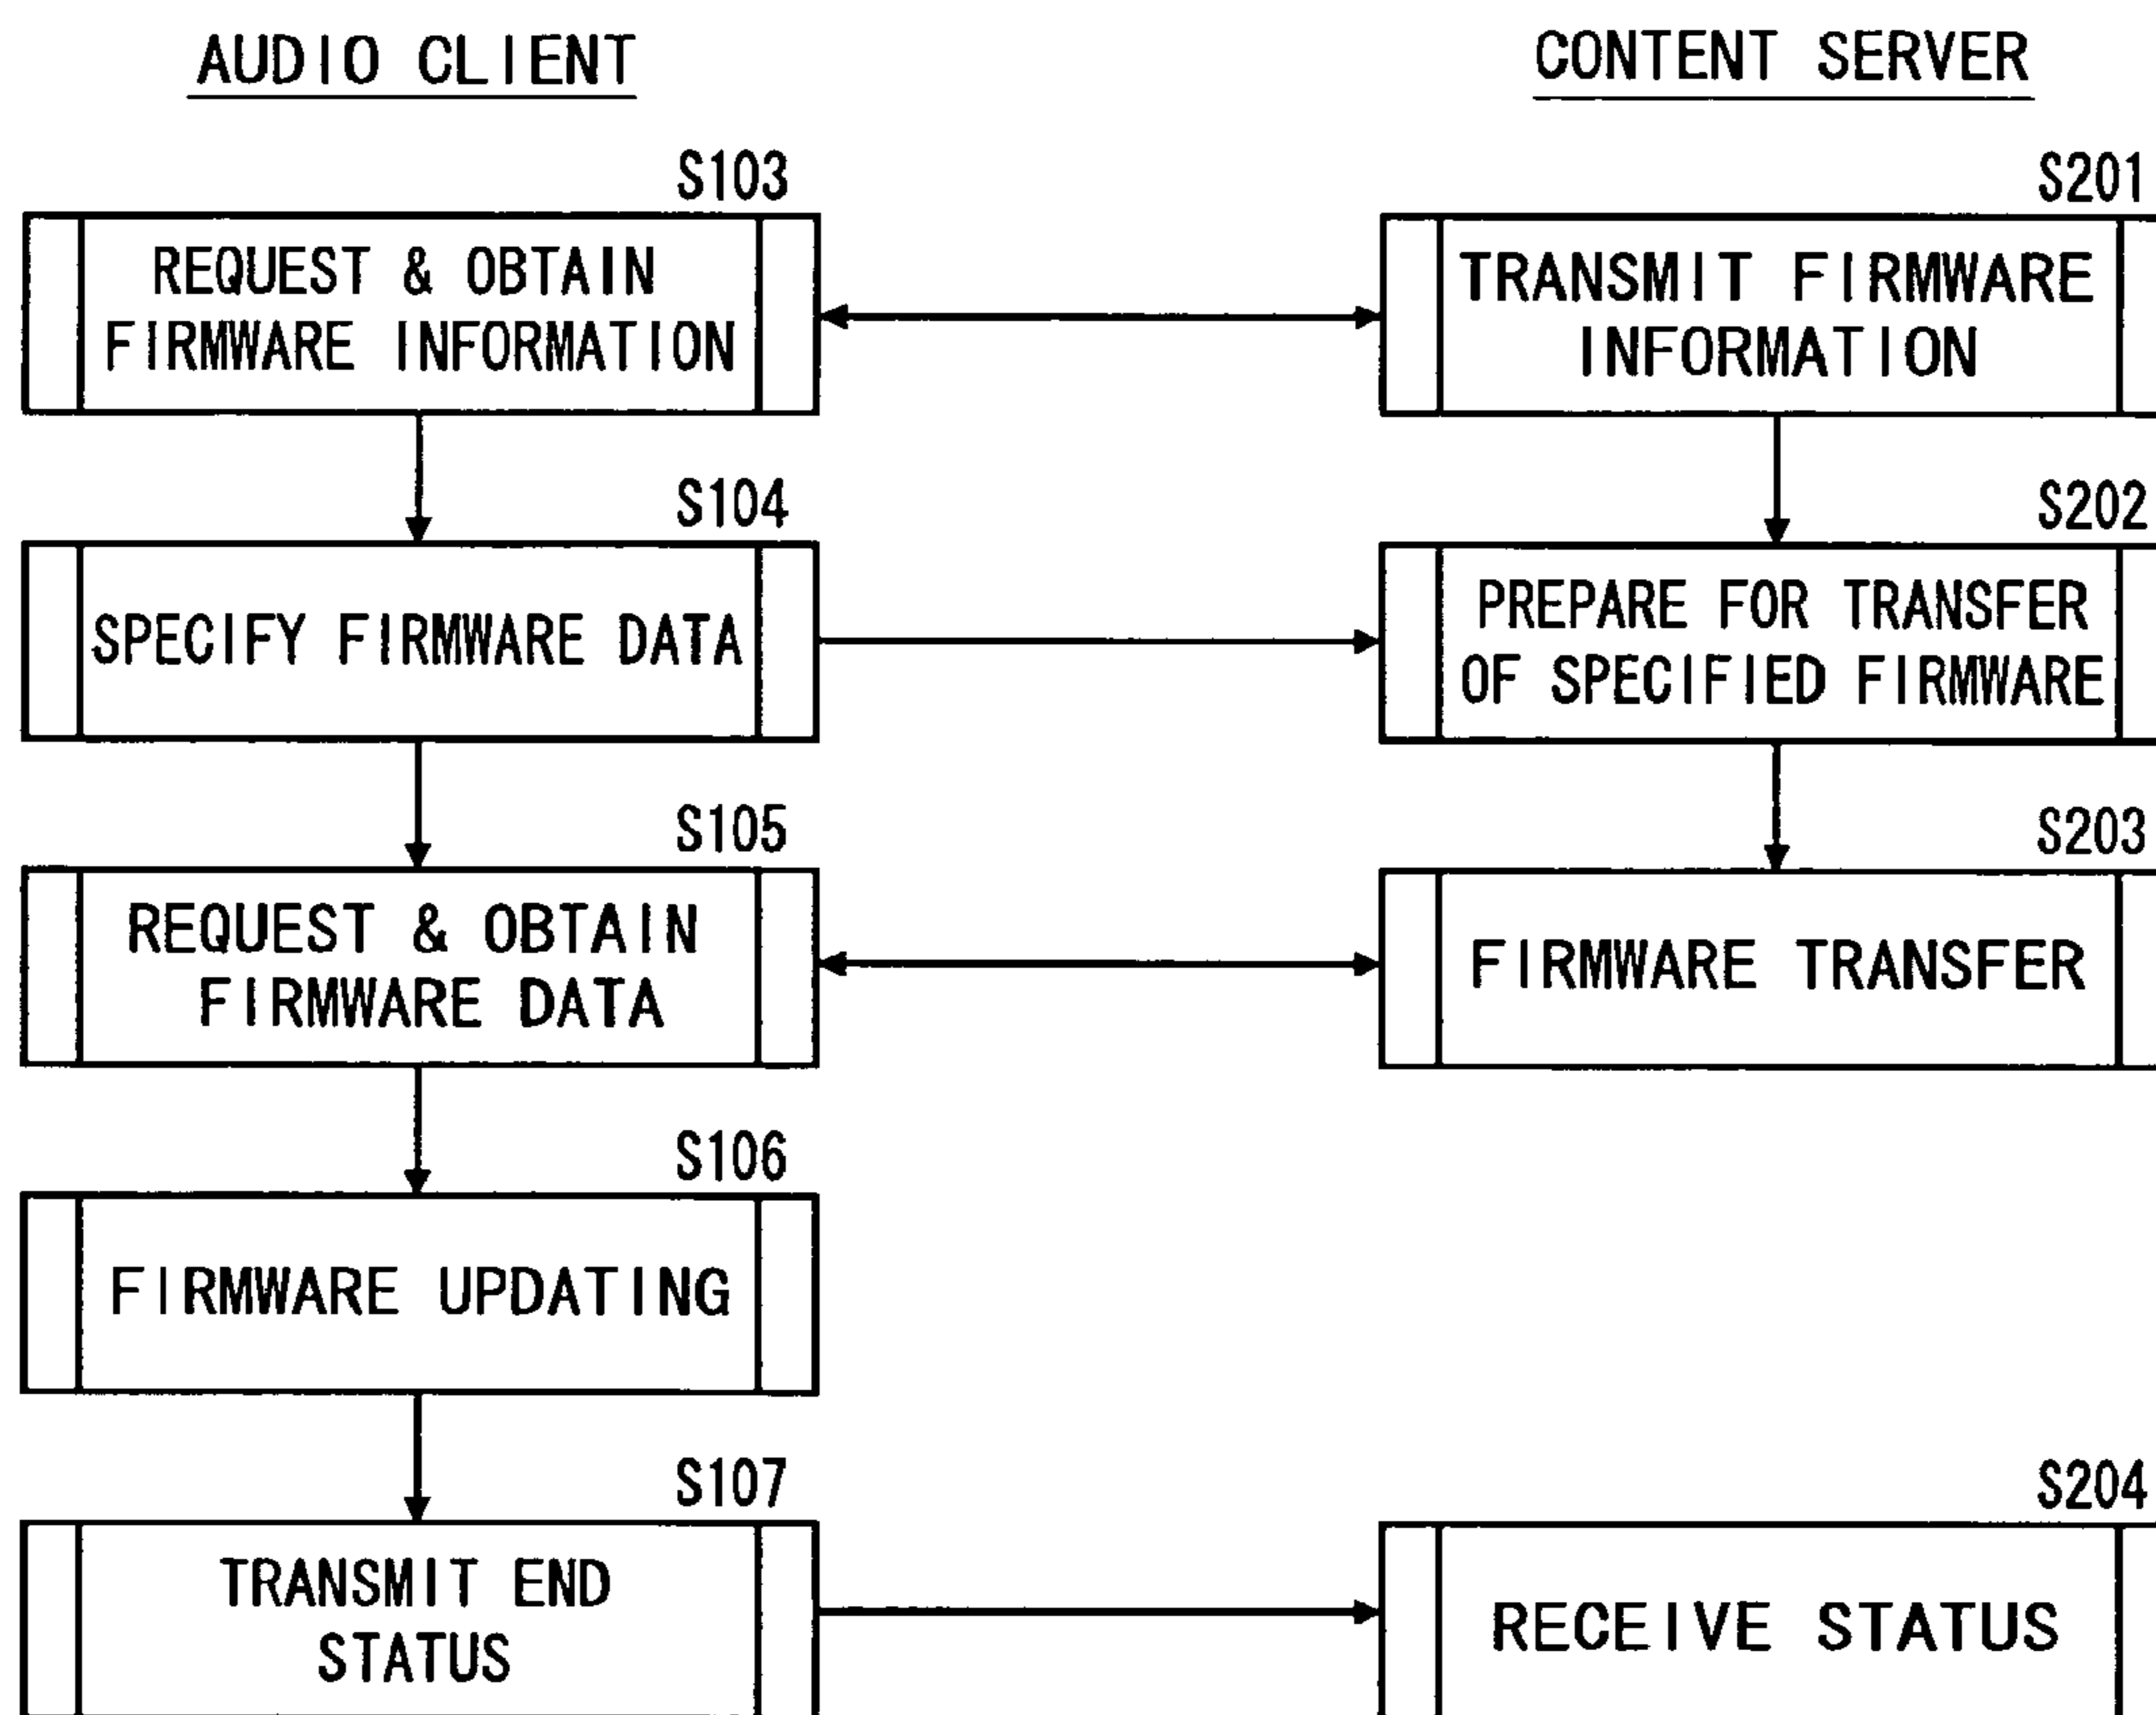 AUDIO CLIENT
CONTENT SERVER
S103
REQUEST & OBTAIN
FIRMWARE INFORMATION
S201
TRANSMIT FIRMWARE
INFORMATION
S104
SPECIFY FIRMWARE DATA
S202
PREPARE FOR TRANSFER
OF SPECIFIED FIRMWARE
S105
REQUEST & OBTAIN
FIRMWARE DATA
S203
FIRMWARE TRANSFER
S106
FIRMWARE UPDATING
S107
TRANSMIT END
STATUS
S204
RECEIVE STATUS